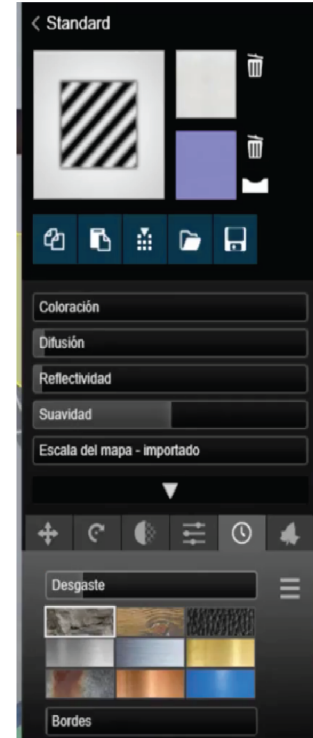 Standard
Coloración
Difusión
Reflectividad
Suavidad
Escala del mapa - importado
Desgaste
Bordes